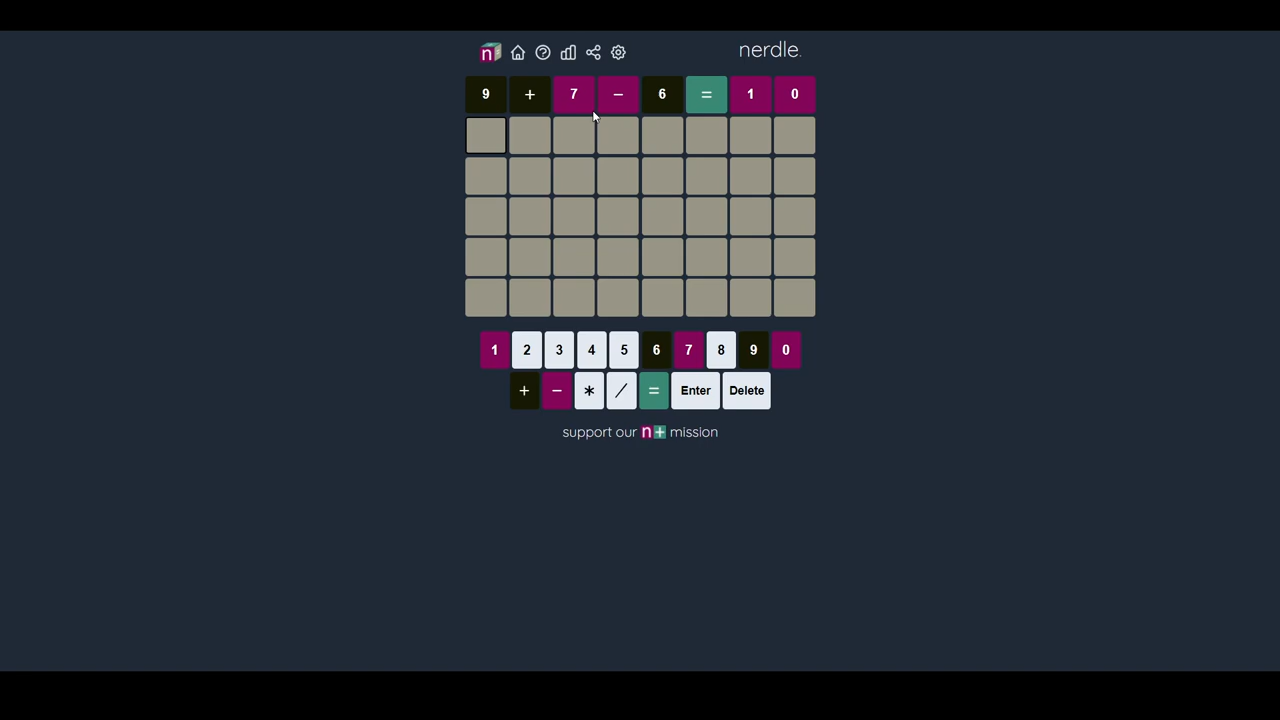 n nerdle.
9 + 7 − 6 = 1 0
1 2 3 4 5 6 7 8 9 0
+ − * / = Enter Delete
support our n+ mission